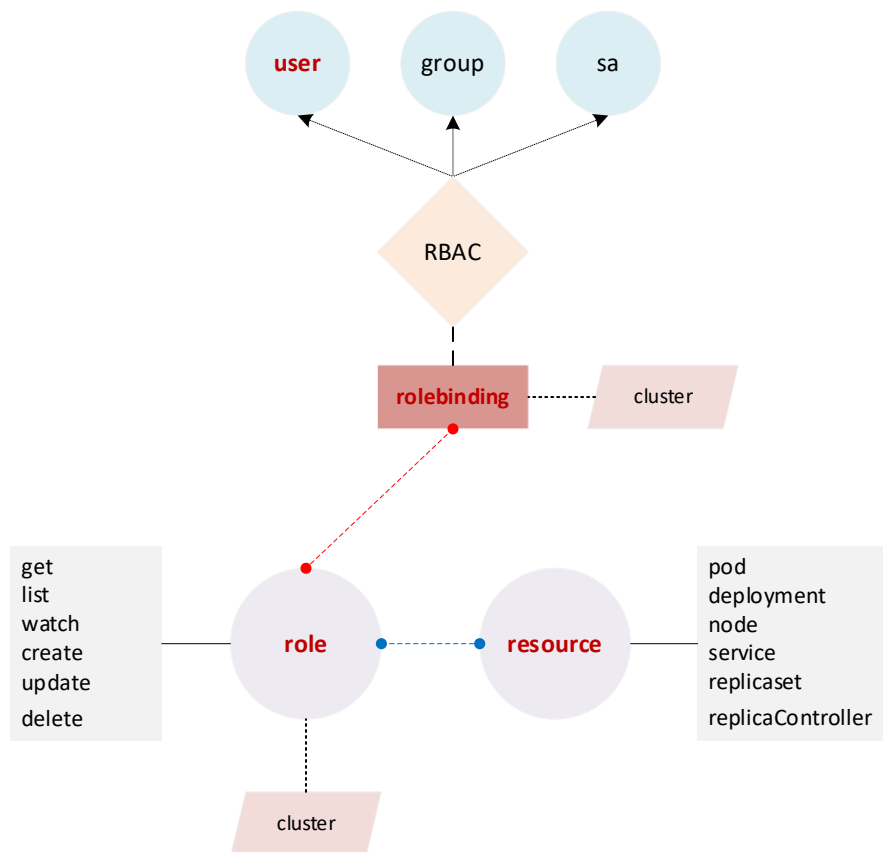 user
group
sa
RBAC
rolebinding
cluster
get
list
watch
create
update
delete
role
resource
pod
deployment
node
service
replicaset
replicaController
cluster